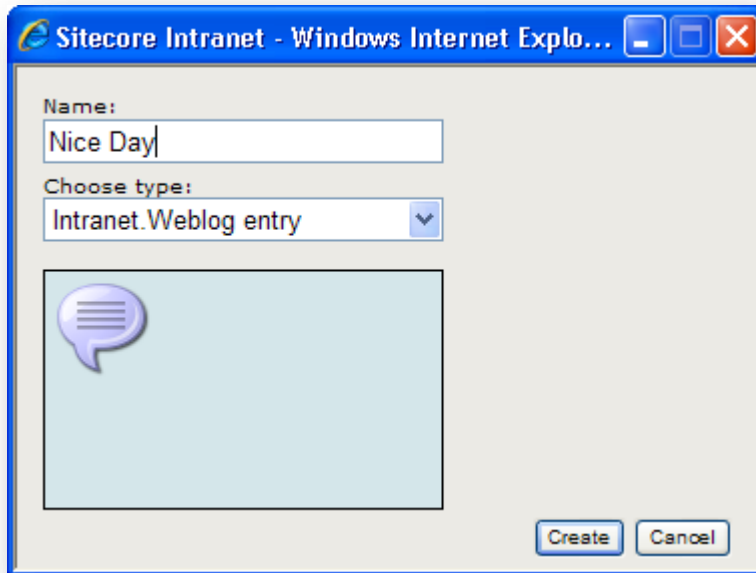 Sitecore Intranet - Windows Internet Explo...
Name:
Nice Day
Choose type:
Intranet.Weblog entry
Create Cancel